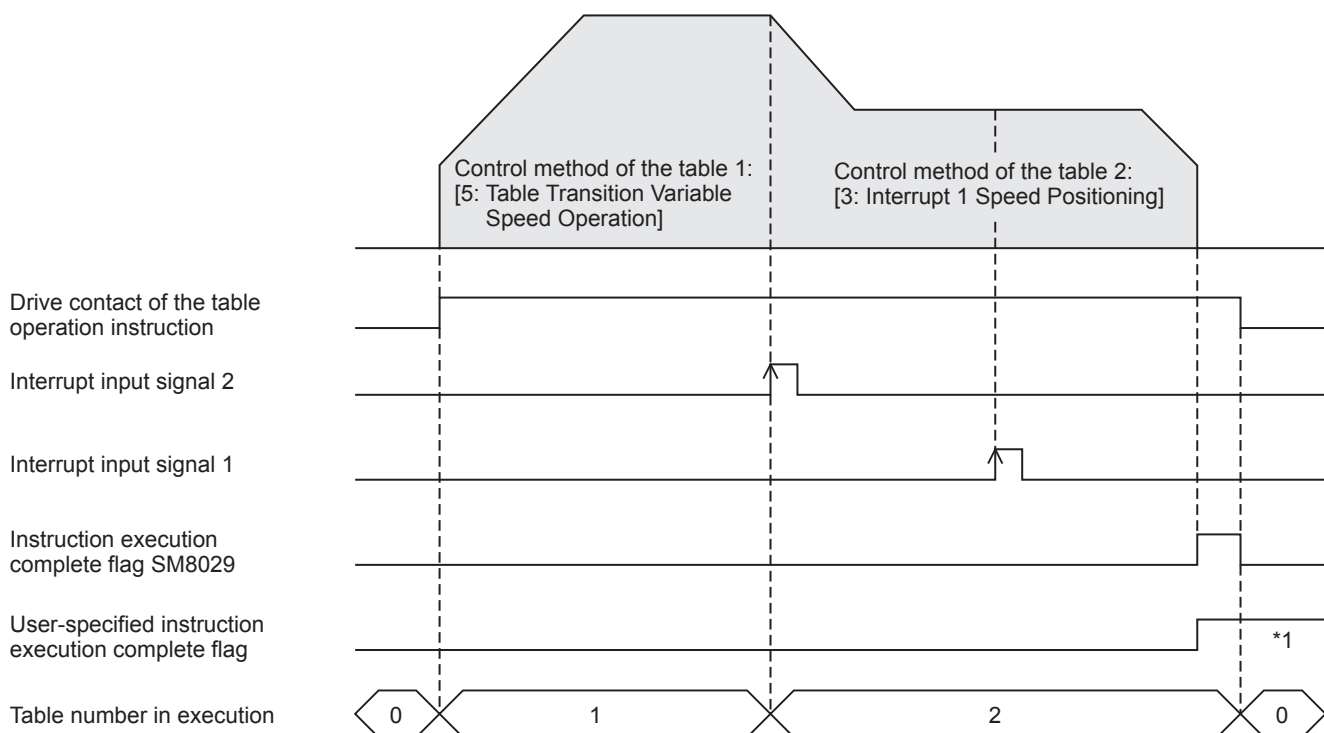 Control method of the table 1:
[5: Table Transition Variable
Speed Operation]
Control method of the table 2:
[3: Interrupt 1 Speed Positioning]
Drive contact of the table
operation instruction
Interrupt input signal 2
Interrupt input signal 1
Instruction execution
complete flag SM8029
User-specified instruction
execution complete flag
*1
Table number in execution
0
1
2
0